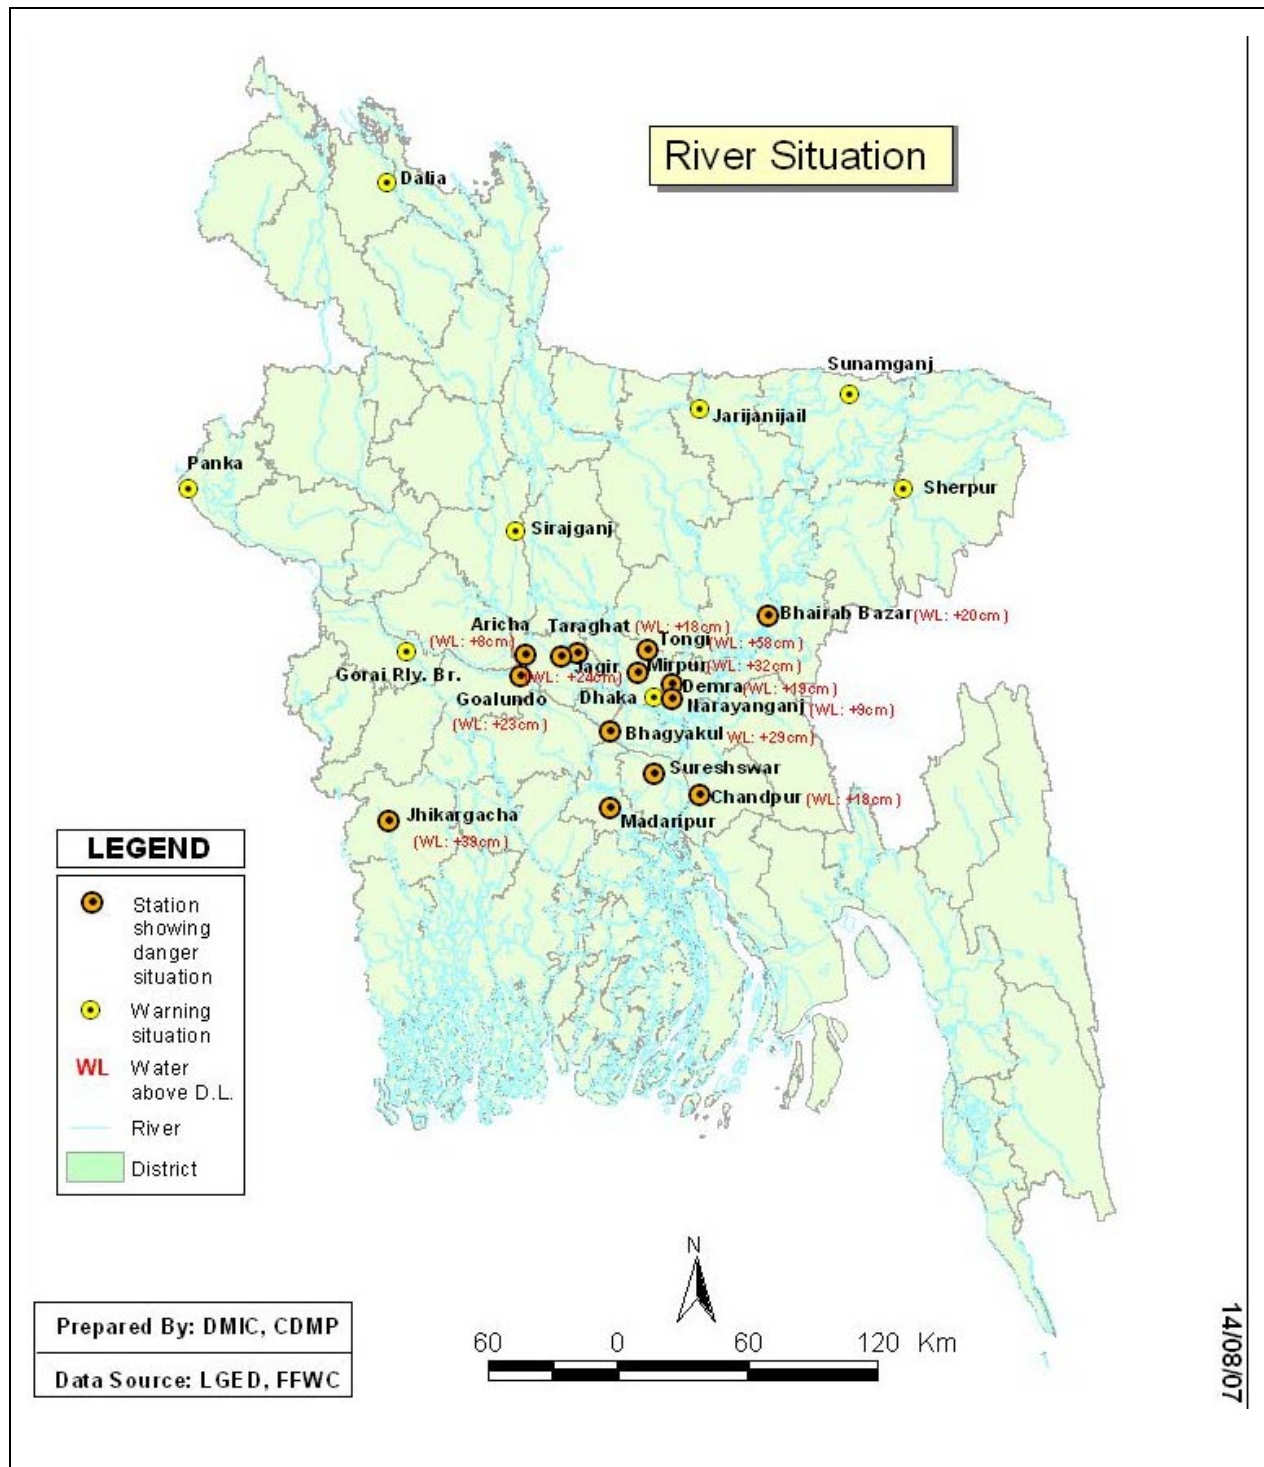 River Situation
Dalia
Sunamganj
Jarijanijail
Panka
Sherpur
Sirajganj
Bhairab Bazar(WL: +20cm)
Aricha
(WL: +8cm)
Taraghat (WL: +18cm)
Tongi(WL: +58cm)
Jagir
(WL: +24cm)
Mirpur(WL: +32cm)
Gorai Rly. Br.
Demra(WL: +19cm)
Goalundo
(WL: +23cm)
Dhaka
Narayanganj (WL: +9cm)
Bhagyakul WL: +29cm)
Sureshswar
Chandpur (WL: +18cm)
Jhikargacha
(WL: +39cm)
Madaripur
LEGEND
Station
showing
danger
situation
Warning
situation
WL Water
above D.L.
River
District
N
60 0 60 120 Km
Prepared By: DMIC, CDMP
Data Source: LGED, FFWC
14/08/07